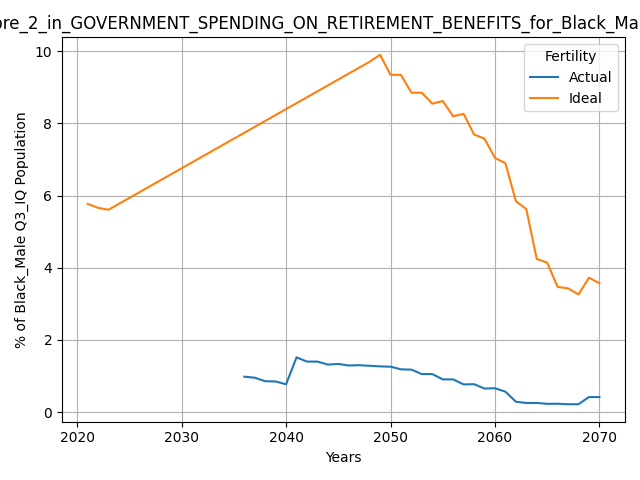 ore_2_in_GOVERNMENT_SPENDING_ON_RETIREMENT_BENEFITS_for_Black_Ma
Fertility
Actual
Ideal
% of Black_Male Q3_IQ Population
10
8
6
4
2
0
2020 2030 2040 2050 2060 2070
Years